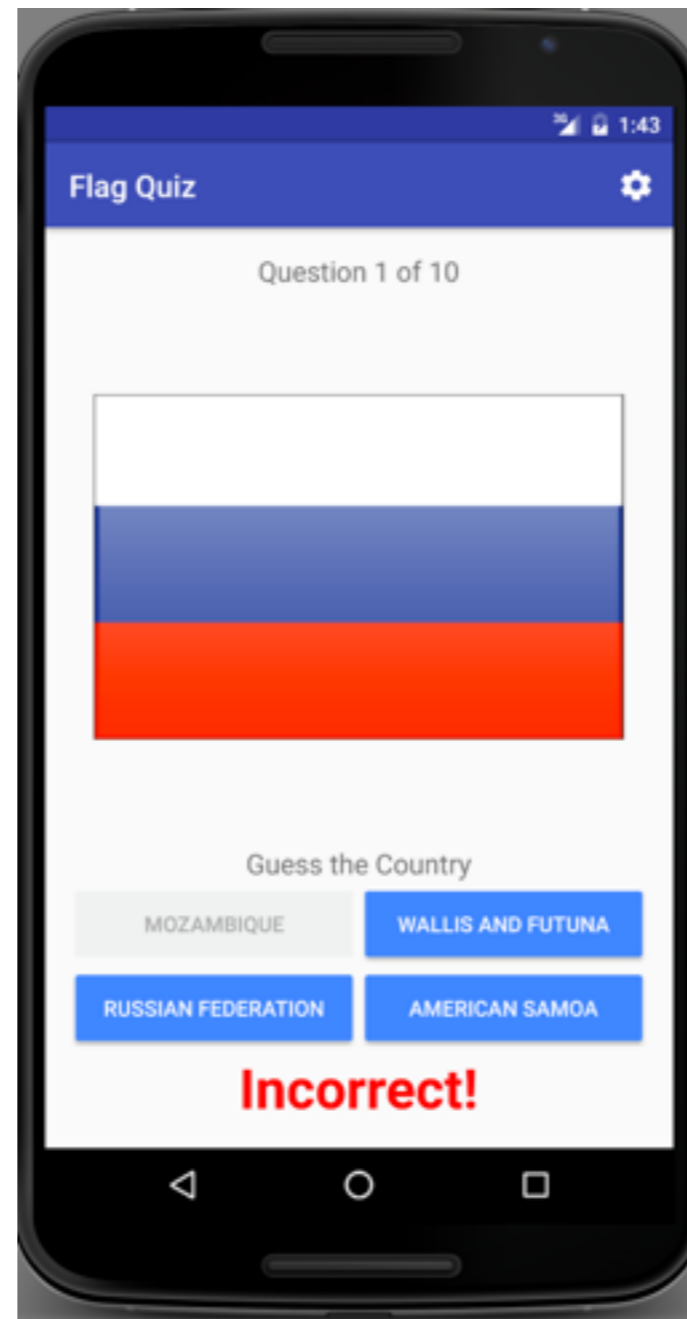 3G 1:43
Flag Quiz
Question 1 of 10
Guess the Country
MOZAMBIQUE WALLIS AND FUTUNA
RUSSIAN FEDERATION AMERICAN SAMOA
Incorrect!